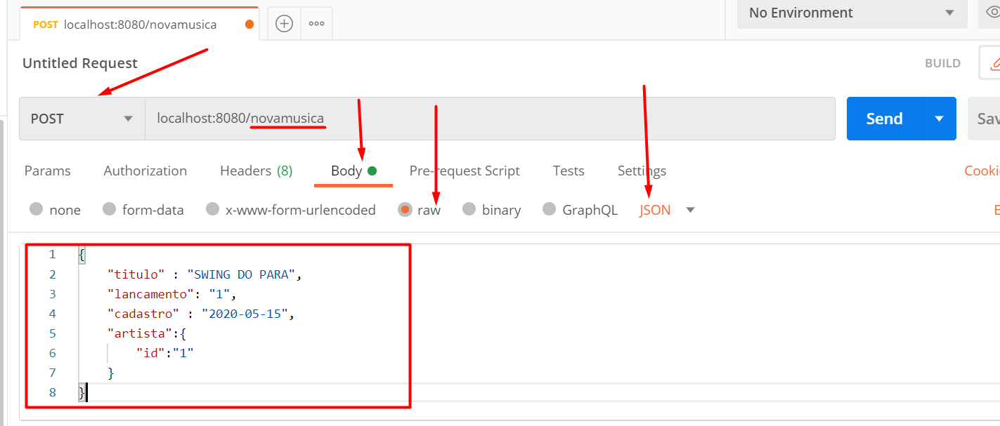 POST localhost:8080/novamusica
No Environment
Untitled Request
BUILD
POST localhost:8080/novamusica Send Sav
Params Authorization Headers (8) Body Pre-request Script Tests Settings Cooki
none form-data x-www-form-urlencoded raw binary GraphQL JSON B
1 {
2 "titulo" : "SWING DO PARA",
3 "lancamento": "1",
4 "cadastro" : "2020-05-15",
5 "artista":{
6 "id":"1"
7 }
8 }